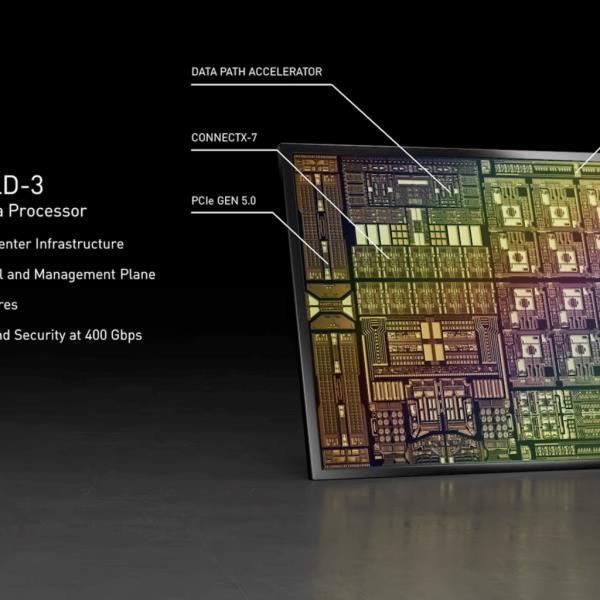 DATA PATH ACCELERATOR
CONNECTX-7
PCIe GEN 5.0
LD-3
a Processor
enter Infrastructure
l and Management Plane
res
nd Security at 400 Gbps